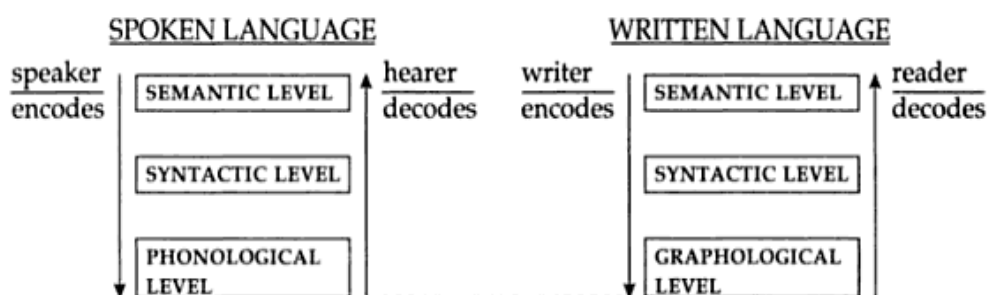 SPOKEN LANGUAGE
speaker
encodes
SEMANTIC LEVEL
SYNTACTIC LEVEL
PHONOLOGICAL
LEVEL
hearer
decodes
WRITTEN LANGUAGE
writer
encodes
SEMANTIC LEVEL
SYNTACTIC LEVEL
GRAPHOLOGICAL
LEVEL
reader
decodes